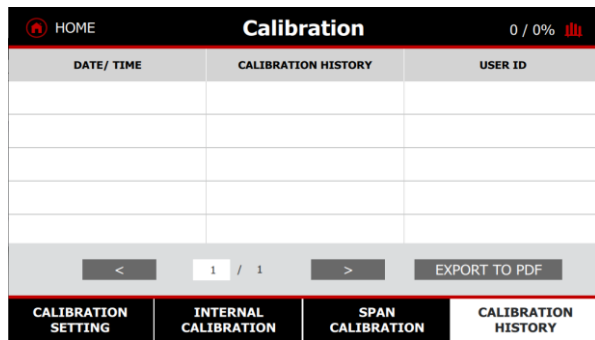 HOME
Calibration
0 / 0%
DATE/ TIME
CALIBRATION HISTORY
USER ID
<
1 / 1
>
EXPORT TO PDF
CALIBRATION
SETTING
INTERNAL
CALIBRATION
SPAN
CALIBRATION
CALIBRATION
HISTORY